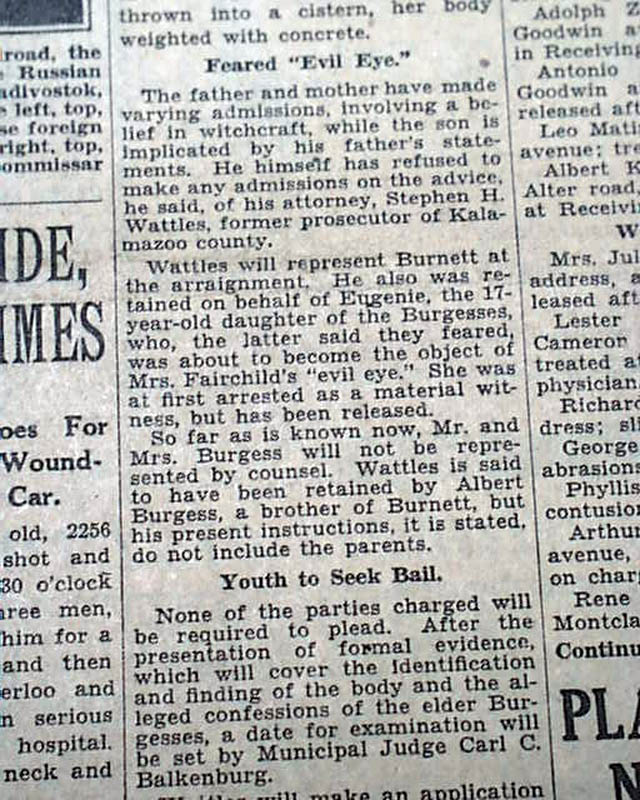 road, the
Russian
adivostok,
left, top,
se foreign
right, top,
ommissar
IDE,
IMES
oes For
Wound-
Car.
old, 2256
shot and
30 o'clock
hree men,
him for a
and then
erloo and
n serious
hospital.
neck and
thrown into a cistern, her body
weighted with concrete.
Feared "Evil Eye."
The father and mother have made
varying admissions, involving a be-
lief in witchcraft, while the son is
implicated by his father's state-
ments. He himself has refused to
make any admissions on the advice,
he said, of his attorney, Stephen H.
Wattles, former prosecutor of Kala-
mazoo county.
Wattles will represent Burnett at
the arraignment. He also was re-
tained on behalf of Eugenie, the 17-
year-old daughter of the Burgesses,
who, the latter said they feared,
was about to become the object of
Mrs. Fairchild's "evil eye." She was
at first arrested as a material wit-
ness, but has been released.
So far as is known now, Mr. and
Mrs. Burgess will not be repre-
sented by counsel. Wattles is said
to have been retained by Albert
Burgess, a brother of Burnett, but
his present instructions, it is stated,
do not include the parents.
Youth to Seek Bail.
None of the parties charged will
be required to plead. After the
presentation of formal evidence,
which will cover the identification
and finding of the body and the al-
leged confessions of the elder Bur-
gesses, a date for examination will
be set by Municipal Judge Carl C.
Balkenburg.
Wattles will make an application
Adolph Z
Goodwin a
in Receiving
Antonio
Goodwin a
released aft
Leo Mati
avenue; tre
Albert K
Alter road,
at Receivi
W
Mrs. Jul
address, a
leased aft
Lester
Cameron
treated at
physician
Richard
dress; sli
George
abrasions
Phyllis
contusion
Arthur
avenue,
on charg
Rene
Montcla
Continu
PLA
N